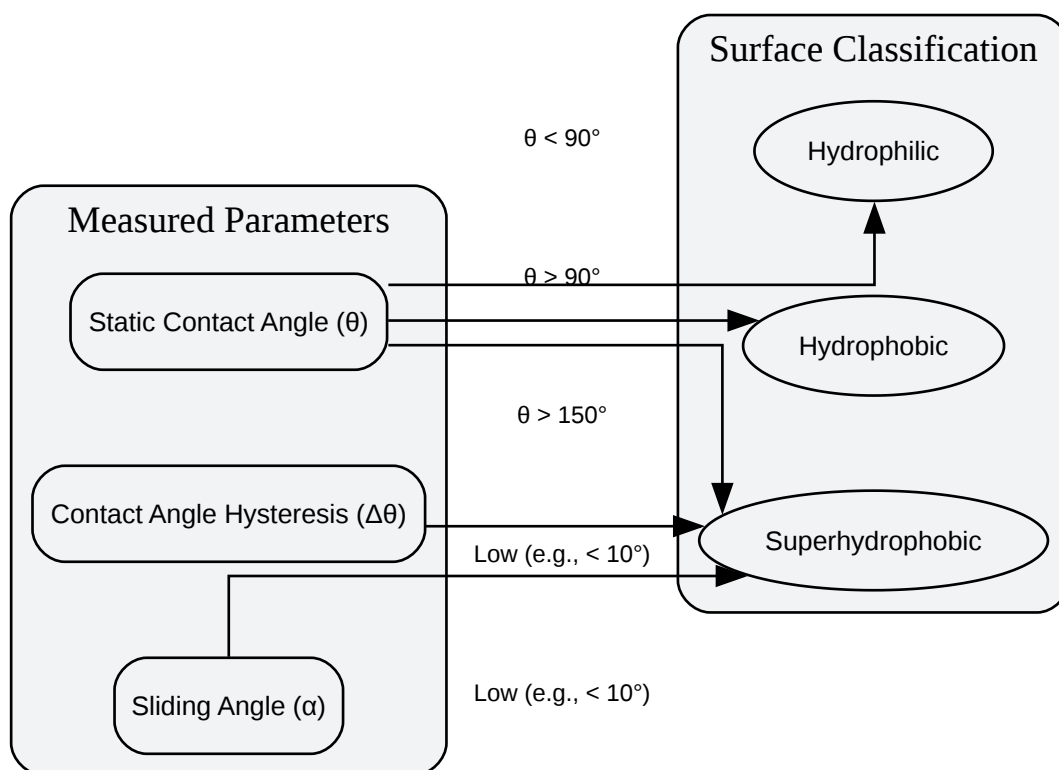 Surface Classification
θ < 90°
Hydrophilic
Measured Parameters
θ > 90°
Static Contact Angle (θ)
Hydrophobic
θ > 150°
Contact Angle Hysteresis (Δθ)
Superhydrophobic
Low (e.g., < 10°)
Sliding Angle (α)
Low (e.g., < 10°)